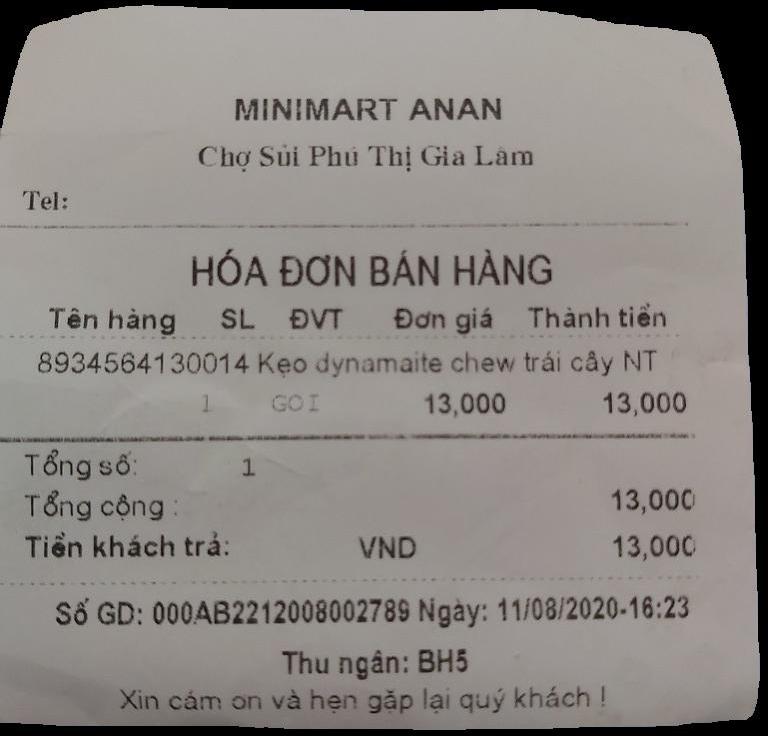 MINIMART ANAN
Chợ Sủi Phú Thị Gia Lâm
Tel:
HÓA ĐƠN BÁN HÀNG
Tên hàng SL ĐVT Đơn giá Thành tiền
8934564130014 Kẹo dynamaite chew trái cây NT
1 GOI 13,000 13,000
Tổng số: 1
Tổng cộng : 13,000
Tiền khách trả: VND 13,000
Số GD: 000AB2212008002789 Ngày: 11/08/2020-16:23
Thu ngân: BH5
Xin cám ơn và hẹn gặp lại quý khách !